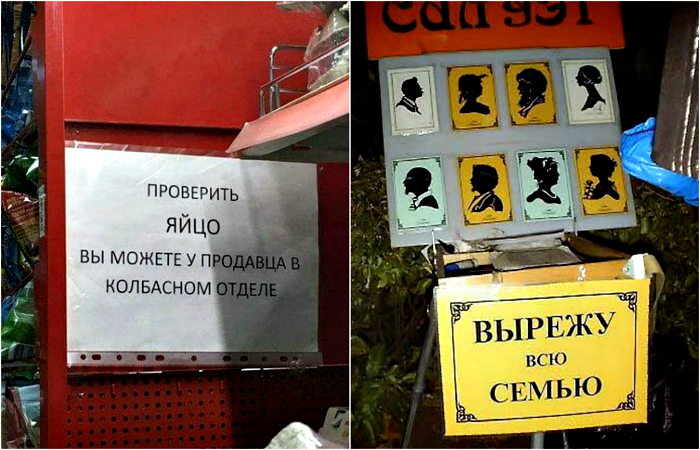 ПРОВЕРИТЬ
ЯЙЦО
ВЫ МОЖЕТЕ У ПРОДАВЦА В
КОЛБАСНОМ ОТДЕЛЕ
ВЫРЕЖУ
ВСЮ
СЕМЬЮ